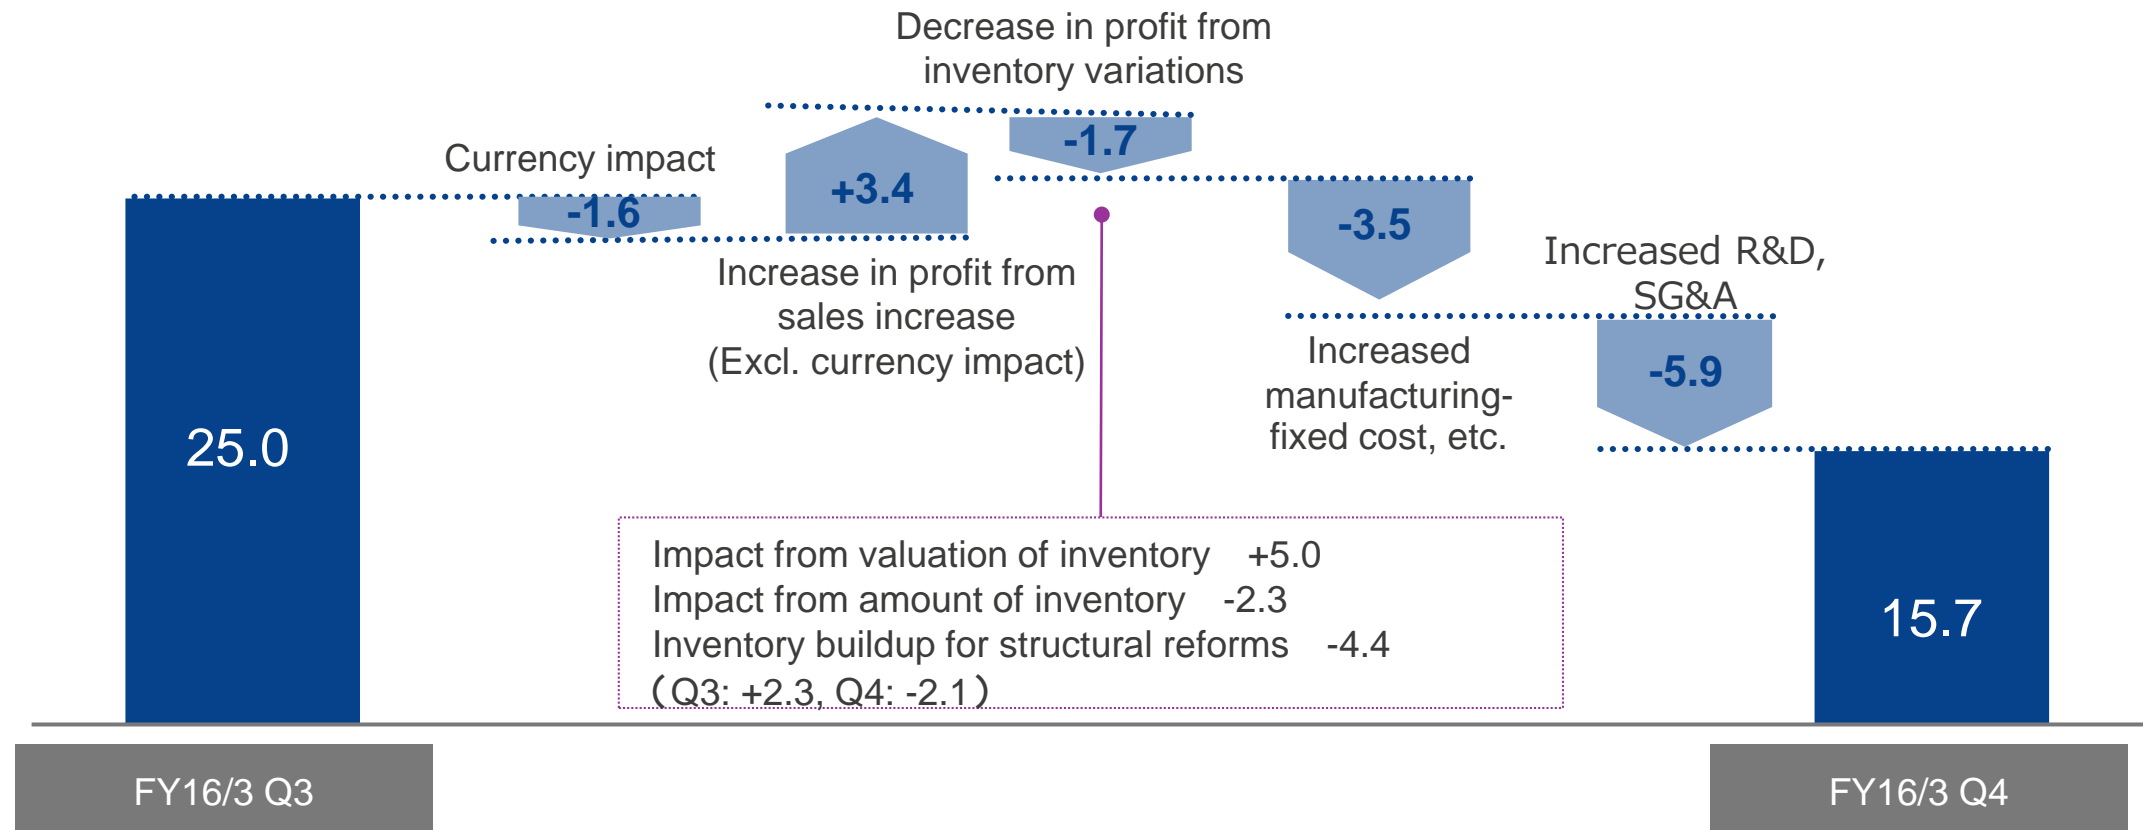 Decrease in profit from
inventory variations
Currency impact
-1.7
-1.6
+3.4
-3.5
Increase in profit from
sales increase
(Excl. currency impact)
Increased R&D,
SG&A
Increased
manufacturing-
fixed cost, etc.
-5.9
25.0
Impact from valuation of inventory +5.0
Impact from amount of inventory -2.3
Inventory buildup for structural reforms -4.4
(Q3: +2.3, Q4: -2.1)
15.7
FY16/3 Q3
FY16/3 Q4